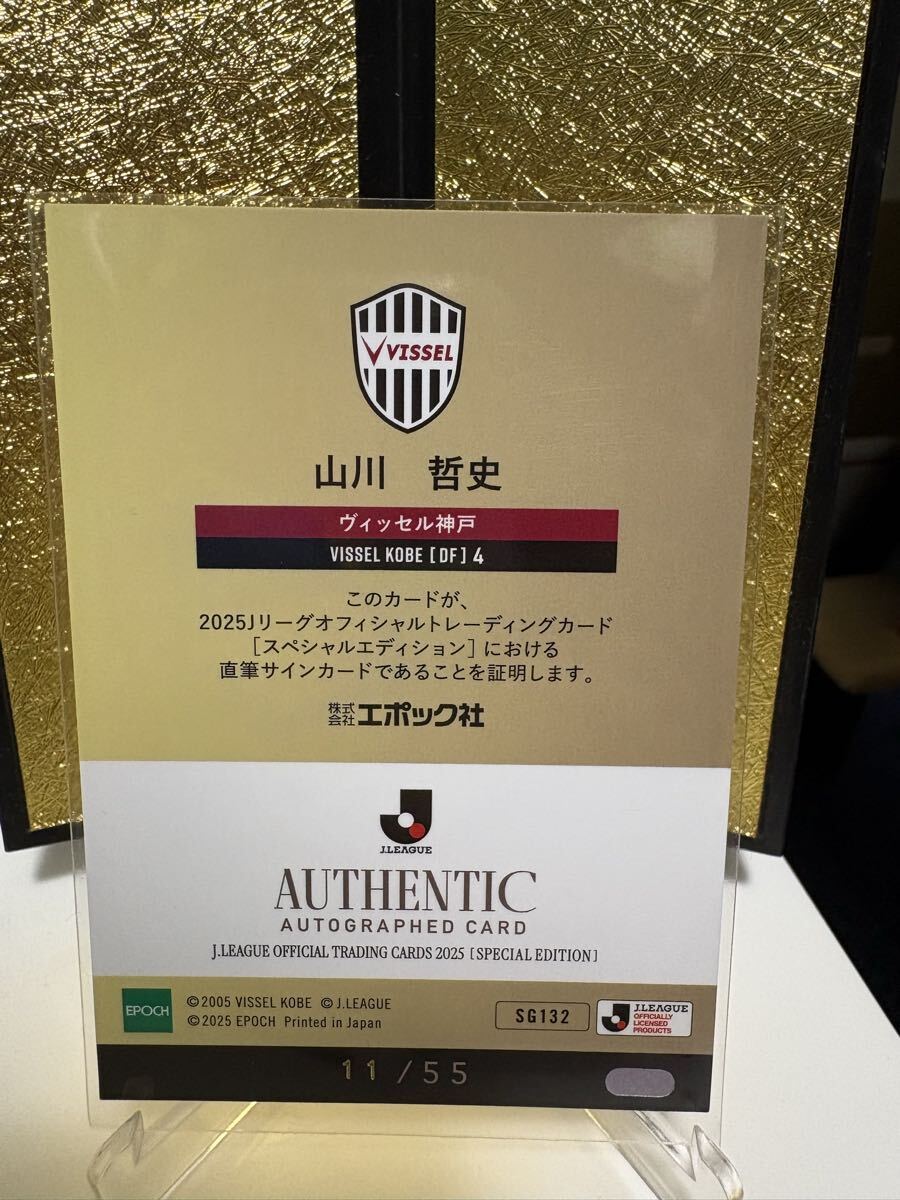 VISSEL
山川 哲史
ヴィッセル神戸
VISSEL KOBE [DF] 4
このカードが、
2025Jリーグオフィシャルトレーディングカード
[スペシャルエディション]における
直筆サインカードであることを証明します。
株式会社エポック社
J.LEAGUE
AUTHENTIC
AUTOGRAPHED CARD
J.LEAGUE OFFICIAL TRADING CARDS 2025 [SPECIAL EDITION]
EPOCH
©2005 VISSEL KOBE ©J.LEAGUE
©2025 EPOCH Printed in Japan
SG132
J.LEAGUE
OFFICIALLY
LICENSED
PRODUCTS
11/55